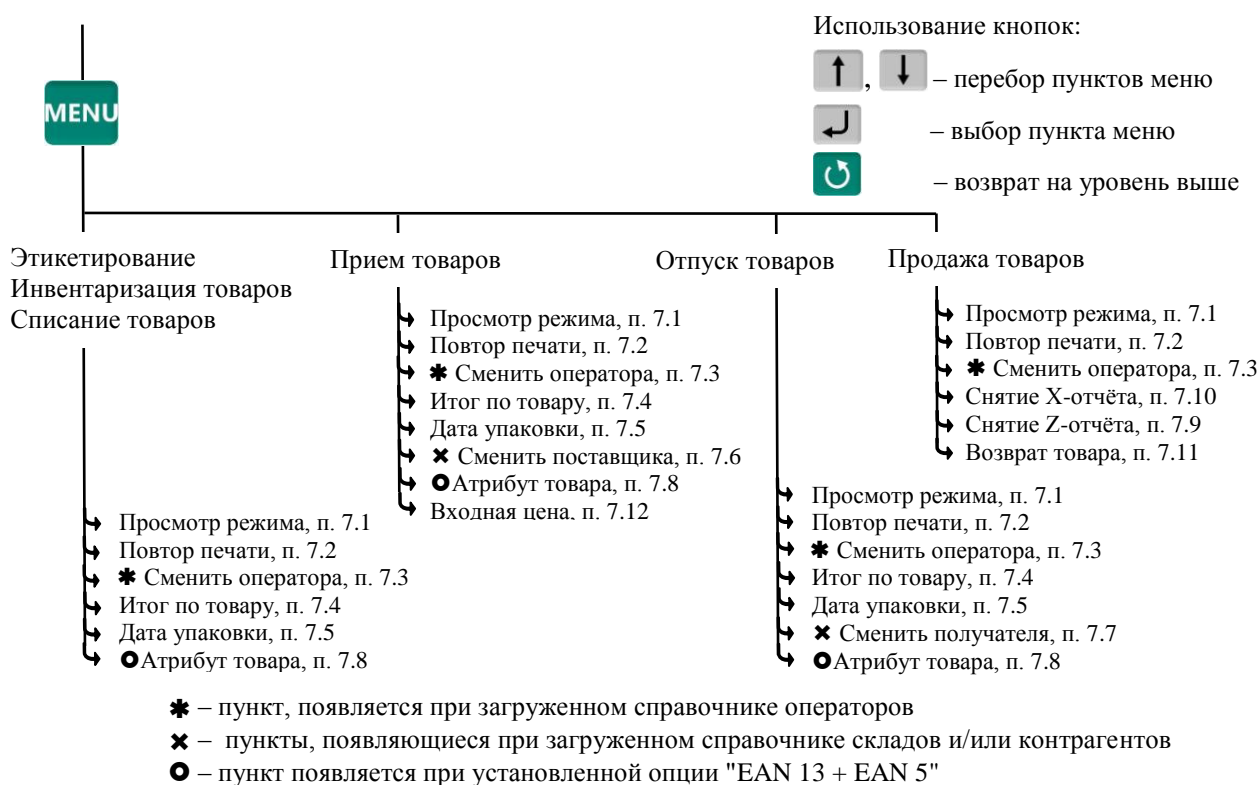 Использование кнопок:
, – перебор пунктов меню
MENU
– выбор пункта меню
– возврат на уровень выше
Этикетирование
Инвентаризация товаров
Списание товаров
Просмотр режима, п. 7.1
Повтор печати, п. 7.2
✱ Сменить оператора, п. 7.3
Итог по товару, п. 7.4
Дата упаковки, п. 7.5
Атрибут товара, п. 7.8
Прием товаров
Просмотр режима, п. 7.1
Повтор печати, п. 7.2
✱ Сменить оператора, п. 7.3
Итог по товару, п. 7.4
Дата упаковки, п. 7.5
✖ Сменить поставщика, п. 7.6
Атрибут товара, п. 7.8
Входная цена, п. 7.12
Отпуск товаров
Просмотр режима, п. 7.1
Повтор печати, п. 7.2
✱ Сменить оператора, п. 7.3
Итог по товару, п. 7.4
Дата упаковки, п. 7.5
✖ Сменить получателя, п. 7.7
Атрибут товара, п. 7.8
Продажа товаров
Просмотр режима, п. 7.1
Повтор печати, п. 7.2
✱ Сменить оператора, п. 7.3
Снятие X-отчёта, п. 7.10
Снятие Z-отчёта, п. 7.9
Возврат товара, п. 7.11
✱ – пункт, появляется при загруженном справочнике операторов
✖ – пункты, появляющиеся при загруженном справочнике складов и/или контрагентов
– пункт появляется при установленной опции "EAN 13 + EAN 5"